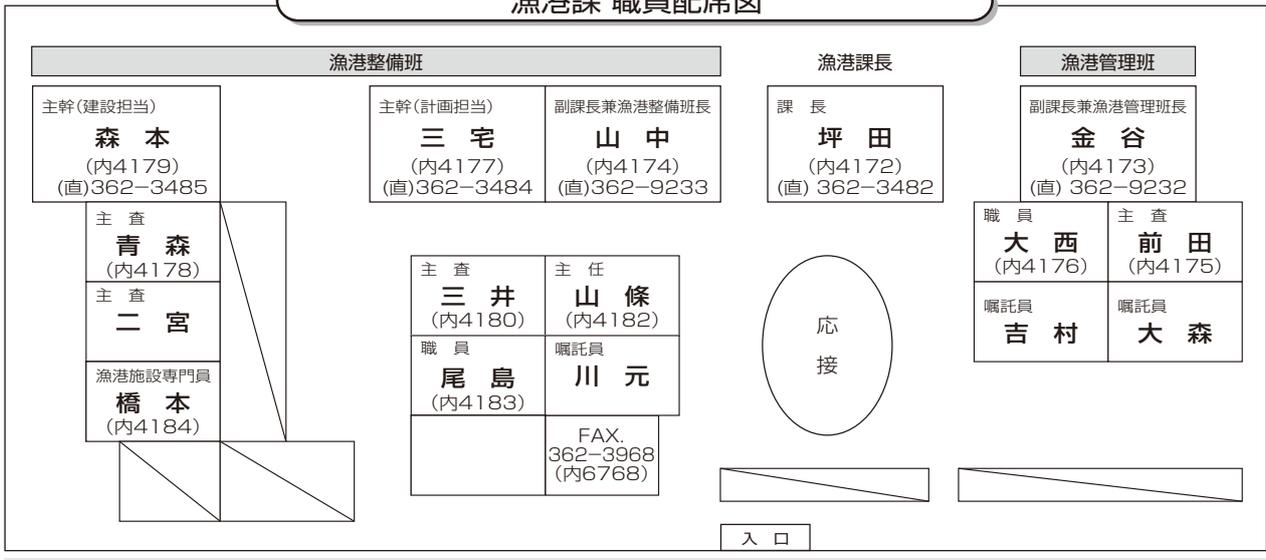 漁港課 職員配席図
漁港整備班
漁港課長
漁港管理班
主幹(建設担当)
森 本
(内4179)
(直)362−3485
主幹(計画担当)
三 宅
(内4177)
(直)362−3484
副課長兼漁港整備班長
山 中
(内4174)
(直)362−9233
課 長
坪 田
(内4172)
(直) 362−3482
副課長兼漁港管理班長
金 谷
(内4173)
(直) 362−9232
主 査
青 森
(内4178)
主 査
二 宮
漁港施設専門員
橋 本
(内4184)
主 査
三 井
(内4180)
主 任
山 條
(内4182)
職 員
尾 島
(内4183)
嘱託員
川 元
FAX.
362−3968
(内6768)
応
接
職 員
大 西
(内4176)
主 査
前 田
(内4175)
嘱託員
吉 村
嘱託員
大 森
入 口